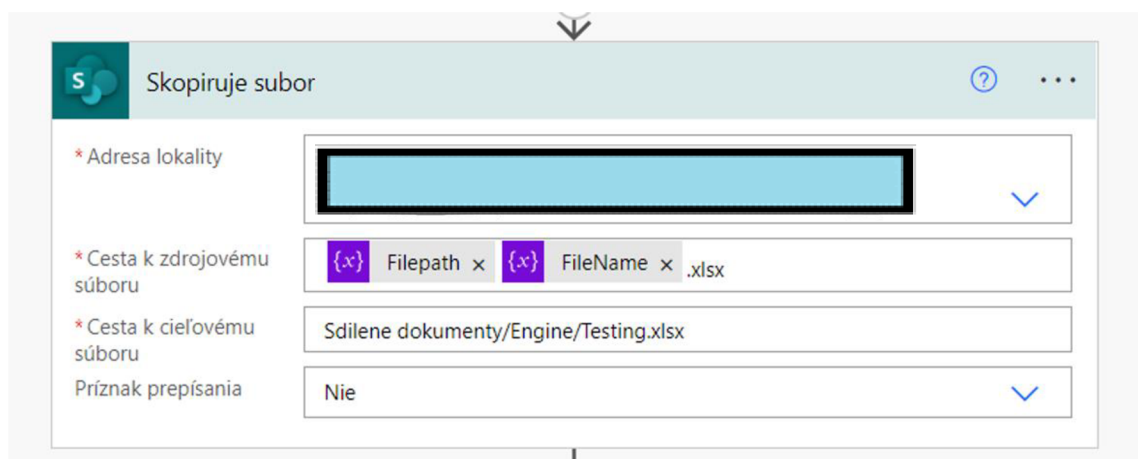 S
Skopiruje subor
?
* Adresa lokality
* Cesta k zdrojovému
súboru
{x} Filepath × {x} FileName × .xlsx
* Cesta k cieľovému
súboru
Sdilene dokumenty/Engine/Testing.xlsx
Príznak prepísania
Nie